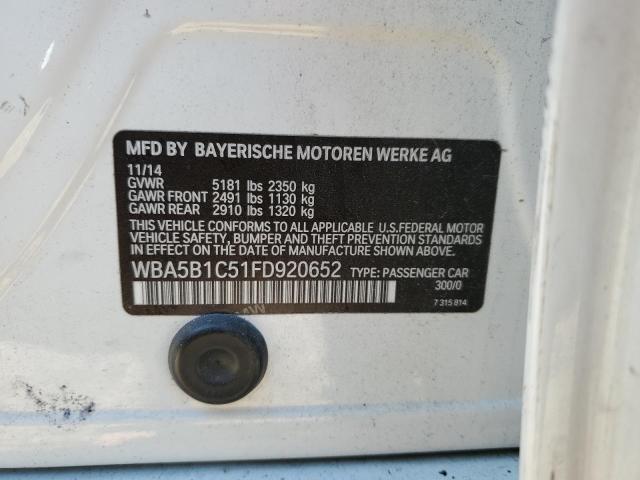 MFD BY BAYERISCHE MOTOREN WERKE AG
11/14
GVWR 5181 lbs 2350 kg
GAWR FRONT 2491 lbs 1130 kg
GAWR REAR 2910 lbs 1320 kg
THIS VEHICLE CONFORMS TO ALL APPLICABLE U.S.FEDERAL MOTOR
VEHICLE SAFETY, BUMPER AND THEFT PREVENTION STANDARDS
IN EFFECT ON THE DATE OF MANUFACTURE SHOWN ABOVE.
WBA5B1C51FD920652 TYPE: PASSENGER CAR
300/0
7 315 814